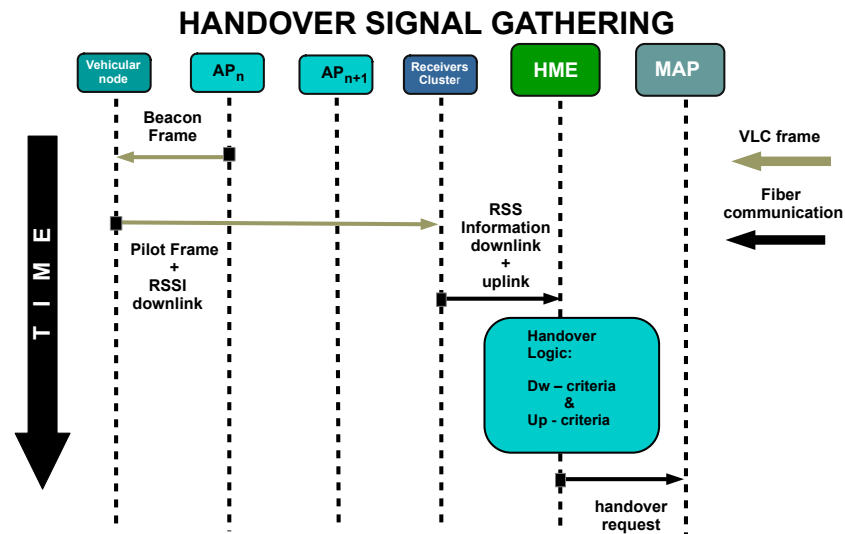 HANDOVER SIGNAL GATHERING
Vehicular
node
APn
APn+1
Receivers
Cluster
HME
MAP
Beacon
Frame
VLC frame
Fiber
communication
RSS
Information
downlink
+
uplink
Pilot Frame
+
RSSI
downlink
TIME
Handover
Logic:
Dw – criteria
&
Up - criteria
handover
request